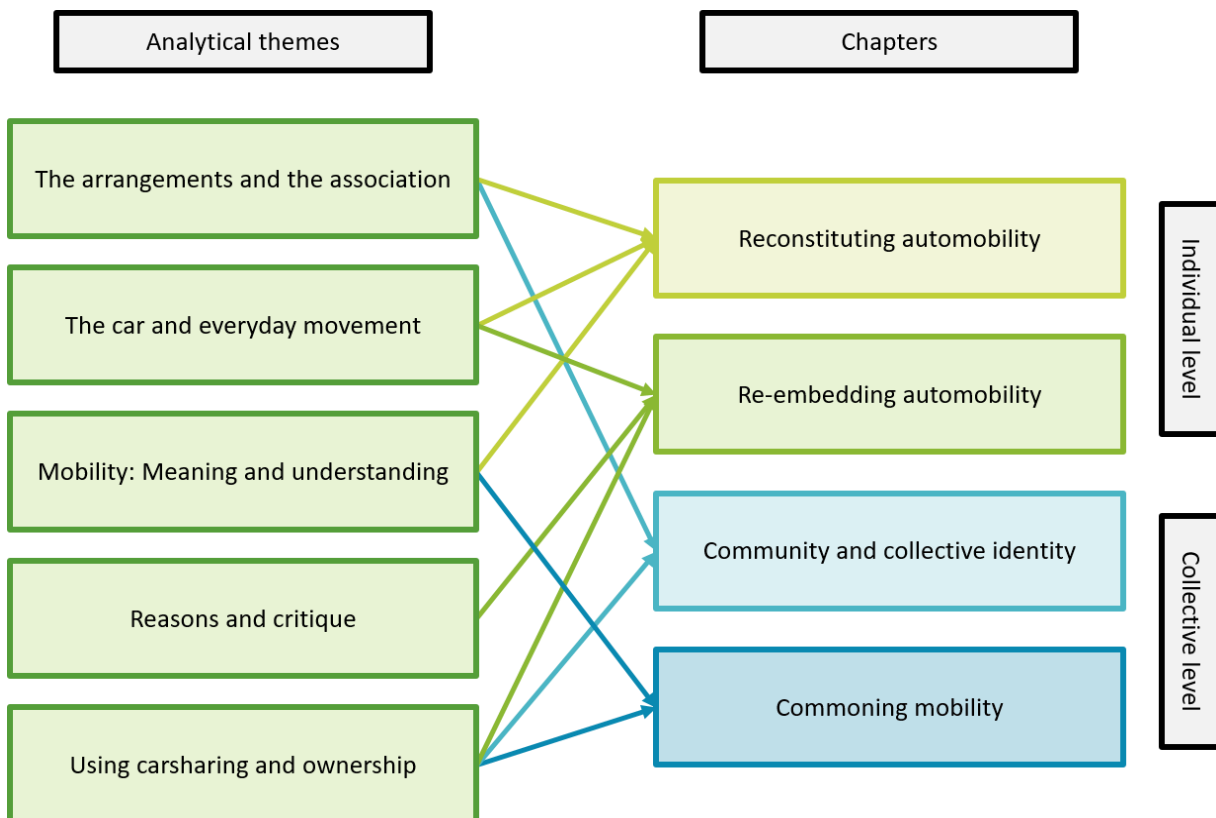 Analytical themes
Chapters
The arrangements and the association
The car and everyday movement
Mobility: Meaning and understanding
Reasons and critique
Using carsharing and ownership
Reconstituting automobility
Re-embedding automobility
Community and collective identity
Commoning mobility
Individual level
Collective level